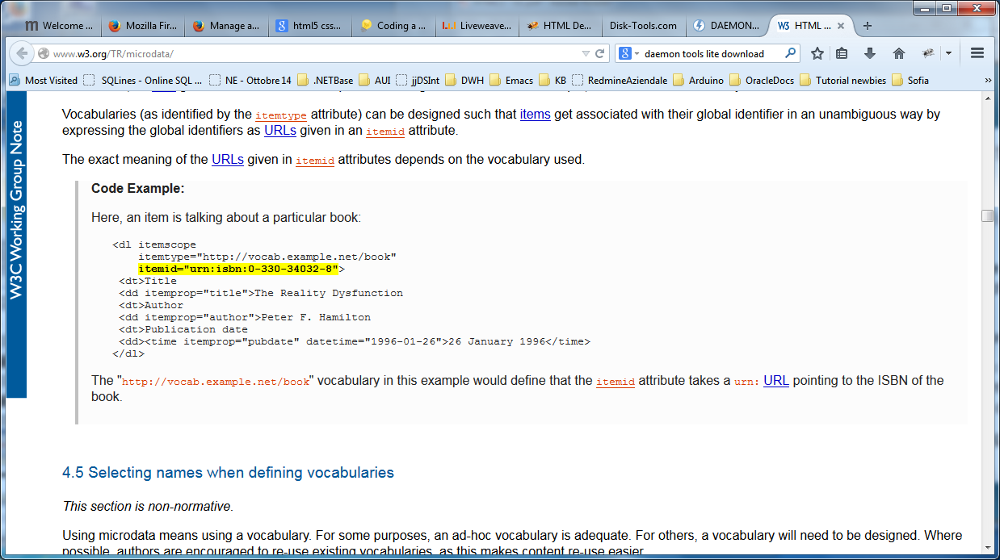 m Welcome ... Mozilla Fir... Manage a... html5 css... Coding a ... Liveweave... HTML De... Disk-Tools.com DAEMON... W3 HTML ... × +
www.w3.org/TR/microdata/ daemon tools lite download
Most Visited SQLines - Online SQL ... NE - Ottobre 14 .NETBase AUI jjDSInt DWH Emacs KB RedmineAziendale Arduino OracleDocs Tutorial newbies Sofia »
W3C Working Group Note
Vocabularies (as identified by the itemtype attribute) can be designed such that items get associated with their global identifier in an unambiguous way by
expressing the global identifiers as URLs given in an itemid attribute.
The exact meaning of the URLs given in itemid attributes depends on the vocabulary used.
Code Example:
Here, an item is talking about a particular book:
<dl itemscope
itemtype="http://vocab.example.net/book"
itemid="urn:isbn:0-330-34032-8">
<dt>Title
<dd itemprop="title">The Reality Dysfunction
<dt>Author
<dd itemprop="author">Peter F. Hamilton
<dt>Publication date
<dd><time itemprop="pubdate" datetime="1996-01-26">26 January 1996</time>
</dl>
The "http://vocab.example.net/book" vocabulary in this example would define that the itemid attribute takes a urn: URL pointing to the ISBN of the
book.
4.5 Selecting names when defining vocabularies
This section is non-normative.
Using microdata means using a vocabulary. For some purposes, an ad-hoc vocabulary is adequate. For others, a vocabulary will need to be designed. Where
possible, authors are encouraged to re-use existing vocabularies, as this makes content re-use easier.